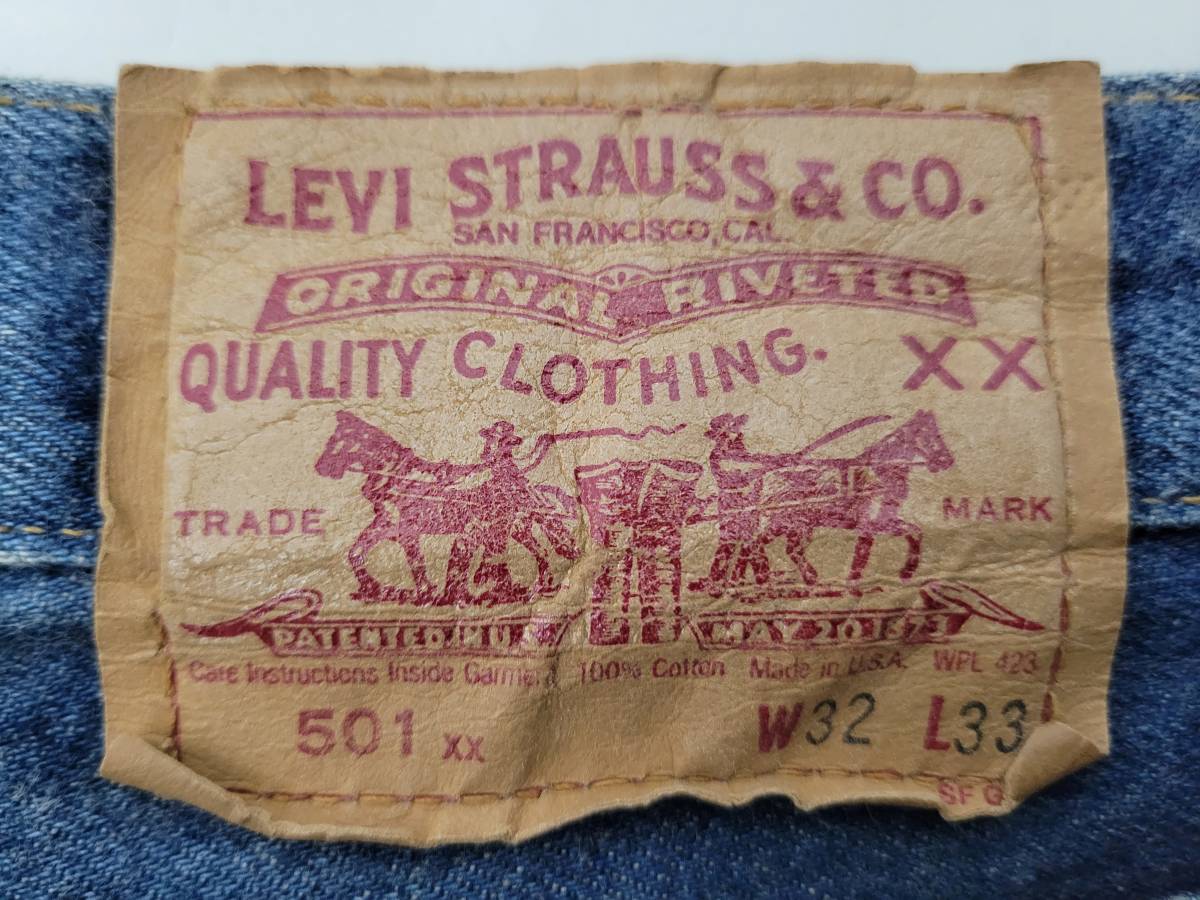 LEVI STRAUSS & CO.
SAN FRANCISCO, CAL.
ORIGINAL RIVETED
QUALITY CLOTHING. XX
TRADE MARK
PATENTED IN U.S. MAY 20 1873
Care Instructions Inside Garment 100% Cotton Made in U.S.A. WPL 423
501 XX W32 L33
SF G